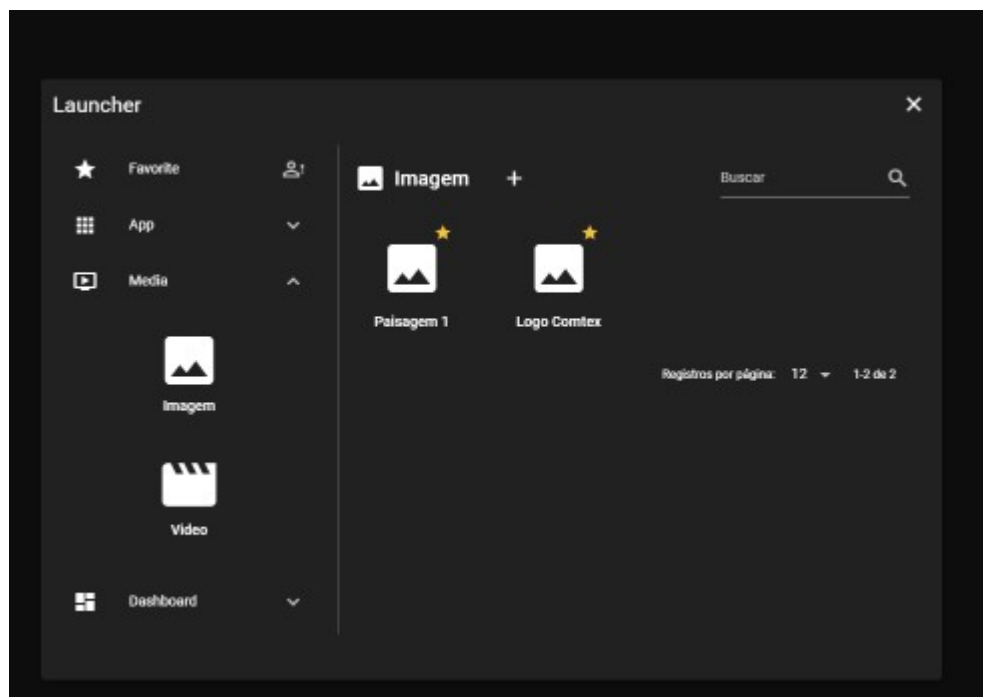 Launcher
Favorite
App
Media
Imagem
Video
Dashboard
Imagem +
Buscar
Paisagem 1
Logo Comtex
Registros por página: 12
1-2 de 2